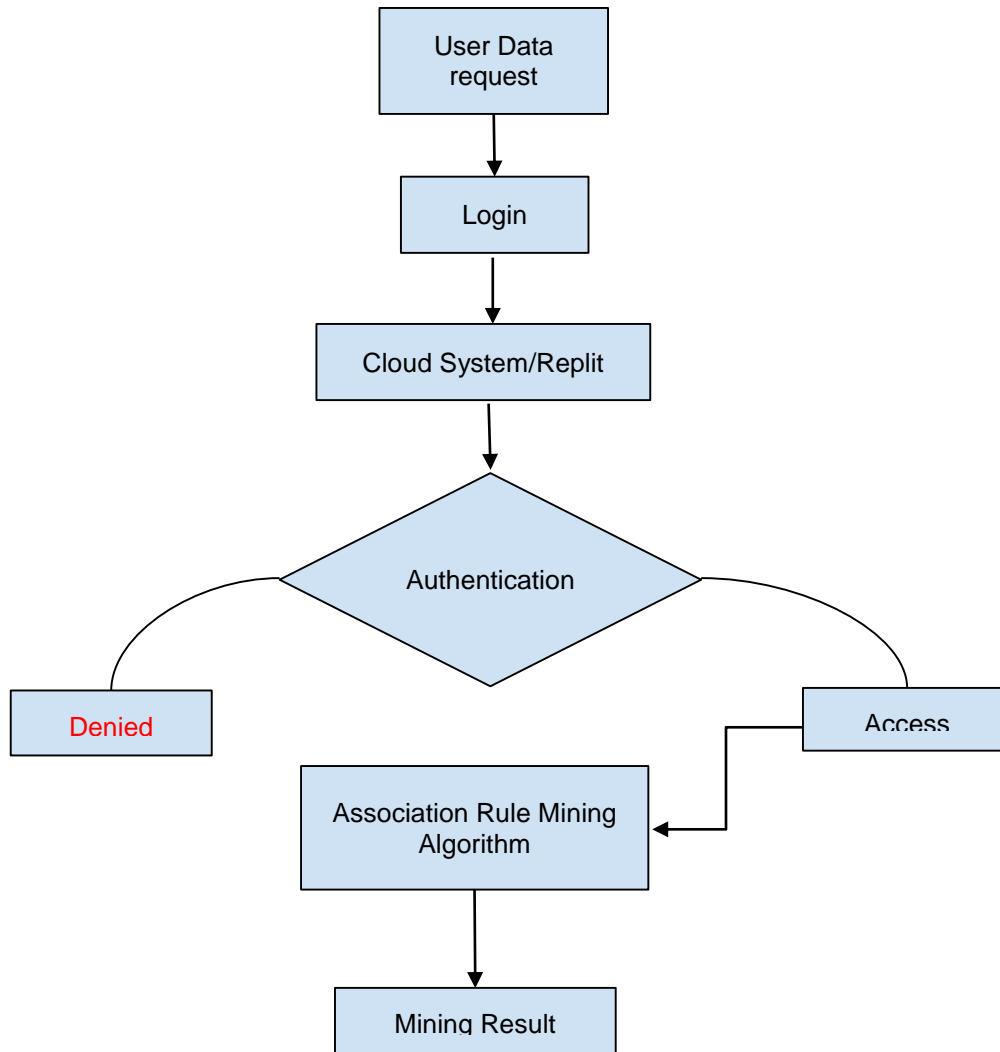 User Data
request
Login
Cloud System/Replit
Authentication
Denied
Access
Association Rule Mining
Algorithm
Mining Result